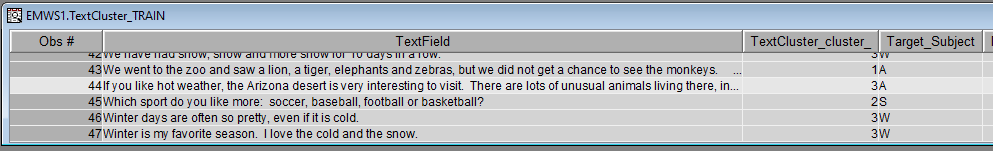 EMWS1.TextCluster_TRAIN
Obs # TextField TextCluster_cluster_ Target_Subject
42 We have had snow, snow and more snow for 10 days in a row. 3 W
43 We went to the zoo and saw a lion, a tiger, elephants and zebras, but we did not get a chance to see the monkeys. ... 1 A
44 If you like hot weather, the Arizona desert is very interesting to visit. There are lots of unusual animals living there, in... 3 A
45 Which sport do you like more: soccer, baseball, football or basketball? 2 S
46 Winter days are often so pretty, even if it is cold. 3 W
47 Winter is my favorite season. I love the cold and the snow. 3 W